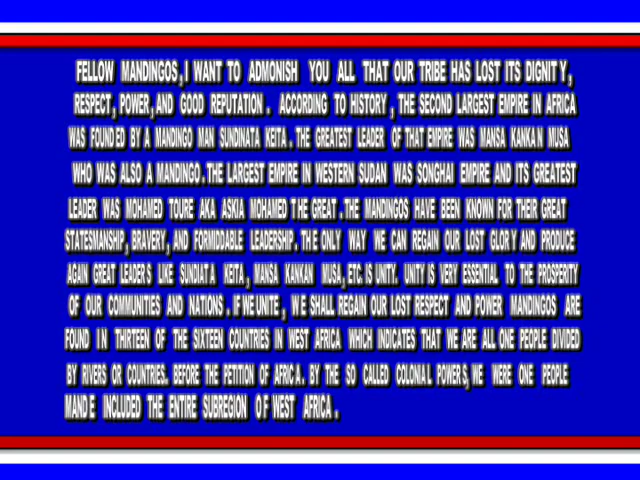 FELLOW MANDINGOS, I WANT TO ADMONISH YOU ALL THAT OUR TRIBE HAS LOST ITS DIGNITY,
RESPECT, POWER, AND GOOD REPUTATION. ACCORDING TO HISTORY, THE SECOND LARGEST EMPIRE IN AFRICA
WAS FOUNDED BY A MANDINGO MAN SUNDINATA KEITA. THE GREATEST LEADER OF THAT EMPIRE WAS MANSA KANKAN MUSA
WHO WAS ALSO A MANDINGO. THE LARGEST EMPIRE IN WESTERN SUDAN WAS SONGHAI EMPIRE AND ITS GREATEST
LEADER WAS MOHAMED TOURE AKA ASKIA MOHAMED THE GREAT. THE MANDINGOS HAVE BEEN KNOWN FOR THEIR GREAT
STATESMANSHIP, BRAVERY, AND FORMIDDABLE LEADERSHIP. THE ONLY WAY WE CAN REGAIN OUR LOST GLORY AND PRODUCE
AGAIN GREAT LEADERS LIKE SUNDIATA KEITA, MANSA KANKAN MUSA, ETC. IS UNITY. UNITY IS VERY ESSENTIAL TO THE PROSPERITY
OF OUR COMMUNITIES AND NATIONS. IF WE UNITE, WE SHALL REGAIN OUR LOST RESPECT AND POWER MANDINGOS ARE
FOUND IN THIRTEEN OF THE SIXTEEN COUNTRIES IN WEST AFRICA WHICH INDICATES THAT WE ARE ALL ONE PEOPLE DIVIDED
BY RIVERS OR COUNTRIES. BEFORE THE PETITION OF AFRICA. BY THE SO CALLED COLONIAL POWERS, WE WERE ONE PEOPLE
MANDE INCLUDED THE ENTIRE SUBREGION OF WEST AFRICA.